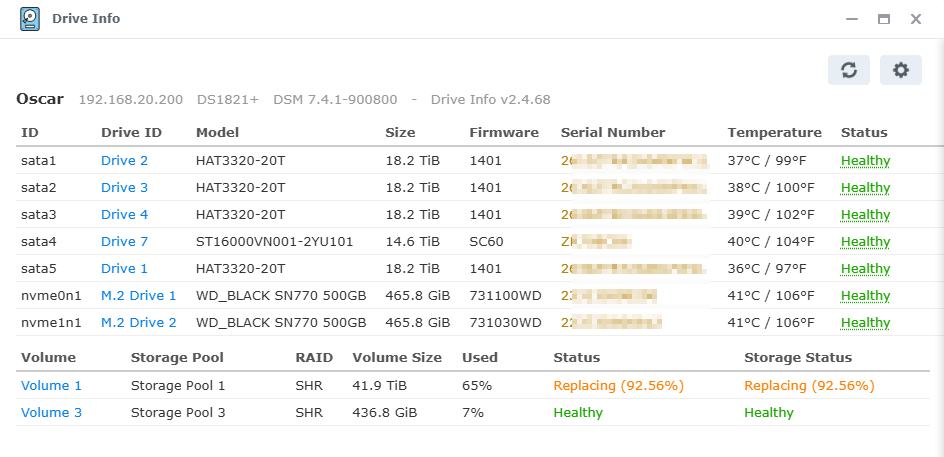 Drive Info
Oscar 192.168.20.200 DS1821+ DSM 7.4.1-900800 - Drive Info v2.4.68
ID Drive ID Model Size Firmware Serial Number Temperature Status
sata1 Drive 2 HAT3320-20T 18.2 TiB 1401 37°C / 99°F Healthy
sata2 Drive 3 HAT3320-20T 18.2 TiB 1401 38°C / 100°F Healthy
sata3 Drive 4 HAT3320-20T 18.2 TiB 1401 39°C / 102°F Healthy
sata4 Drive 7 ST16000VN001-2YU101 14.6 TiB SC60 40°C / 104°F Healthy
sata5 Drive 1 HAT3320-20T 18.2 TiB 1401 36°C / 97°F Healthy
nvme0n1 M.2 Drive 1 WD_BLACK SN770 500GB 465.8 GiB 731100WD 41°C / 106°F Healthy
nvme1n1 M.2 Drive 2 WD_BLACK SN770 500GB 465.8 GiB 731030WD 41°C / 106°F Healthy
Volume Storage Pool RAID Volume Size Used Status Storage Status
Volume 1 Storage Pool 1 SHR 41.9 TiB 65% Replacing (92.56%) Replacing (92.56%)
Volume 3 Storage Pool 3 SHR 436.8 GiB 7% Healthy Healthy